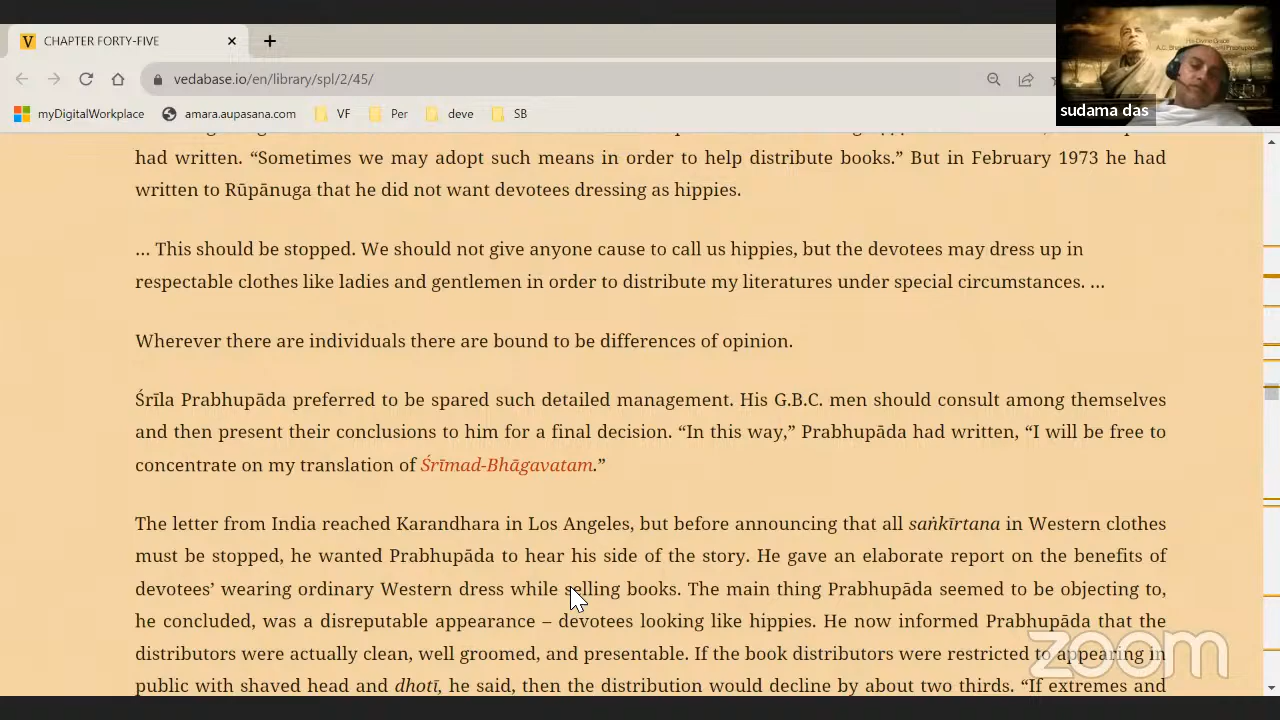 CHAPTER FORTY-FIVE
vedabase.io/en/library/spl/2/45/
myDigitalWorkplace amara.aupasana.com VF Per deve SB
sudama das
had written. “Sometimes we may adopt such means in order to help distribute books.” But in February 1973 he had
written to Rūpānuga that he did not want devotees dressing as hippies.
… This should be stopped. We should not give anyone cause to call us hippies, but the devotees may dress up in
respectable clothes like ladies and gentlemen in order to distribute my literatures under special circumstances. …
Wherever there are individuals there are bound to be differences of opinion.
Śrīla Prabhupāda preferred to be spared such detailed management. His G.B.C. men should consult among themselves
and then present their conclusions to him for a final decision. “In this way,” Prabhupāda had written, “I will be free to
concentrate on my translation of Śrīmad-Bhāgavatam.”
The letter from India reached Karandhara in Los Angeles, but before announcing that all saṅkīrtana in Western clothes
must be stopped, he wanted Prabhupāda to hear his side of the story. He gave an elaborate report on the benefits of
devotees’ wearing ordinary Western dress while selling books. The main thing Prabhupāda seemed to be objecting to,
he concluded, was a disreputable appearance – devotees looking like hippies. He now informed Prabhupāda that the
distributors were actually clean, well groomed, and presentable. If the book distributors were restricted to appearing in
public with shaved head and dhotī, he said, then the distribution would decline by about two thirds. “If extremes and
zoom